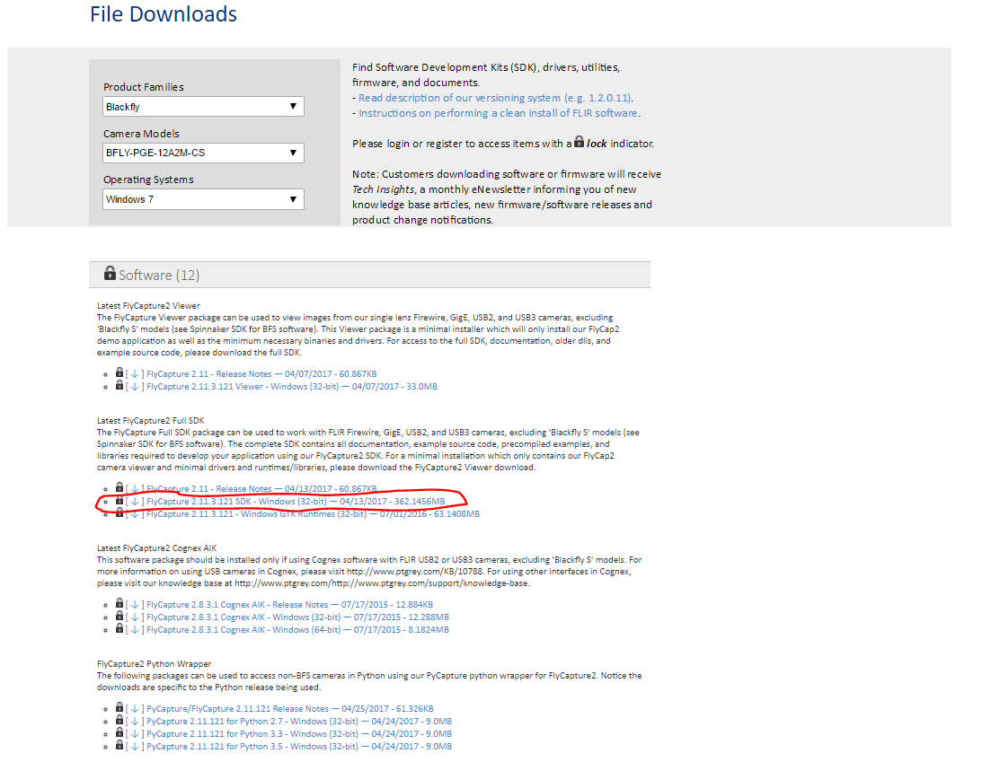 File Downloads
Product Families
Blackfly
Camera Models
BFLY-PGE-12A2M-CS
Operating Systems
Windows 7
Find Software Development Kits (SDK), drivers, utilities,
firmware, and documents.
- Read description of our versioning system (e.g. 1.2.0.11).
- Instructions on performing a clean install of FLIR software.
Please login or register to access items with a lock indicator.
Note: Customers downloading software or firmware will receive
Tech Insights, a monthly eNewsletter informing you of new
knowledge base articles, new firmware/software releases and
product change notifications.
Software (12)
Latest FlyCapture2 Viewer
The FlyCapture Viewer package can be used to view images from our single lens Firewire, GigE, USB2, and USB3 cameras, excluding
'Blackfly S' models (see Spinnaker SDK for BFS software). This Viewer package is a minimal installer which will only install our FlyCap2
demo application as well as the minimum necessary binaries and drivers. For access to the full SDK, documentation, older dlls, and
example source code, please download the full SDK.
[ ↓ ] FlyCapture 2.11 - Release Notes — 04/07/2017 - 60.867KB
[ ↓ ] FlyCapture 2.11.3.121 Viewer - Windows (32-bit) — 04/07/2017 - 33.0MB
Latest FlyCapture2 Full SDK
The FlyCapture Full SDK package can be used to work with FLIR Firewire, GigE, USB2, and USB3 cameras, excluding 'Blackfly S' models (see
Spinnaker SDK for BFS software). The complete SDK contains all documentation, example source code, precompiled examples, and
libraries required to develop your application using our FlyCapture2 SDK. For a minimal installation which only contains our FlyCap2
camera viewer and minimal drivers and runtimes/libraries, please download the FlyCapture2 Viewer download.
[ ↓ ] FlyCapture 2.11 - Release Notes — 04/13/2017 - 60.867KB
[ ↓ ] FlyCapture 2.11.3.121 SDK - Windows (32-bit) — 04/13/2017 - 362.1456MB
[ ↓ ] FlyCapture 2.11.3.121 - Windows GTK Runtimes (32-bit) — 07/01/2016 - 63.1408MB
Latest FlyCapture2 Cognex AIK
This software package should be installed only if using Cognex software with FLIR USB2 or USB3 cameras, excluding 'Blackfly S' models. For
more information on using USB cameras in Cognex, please visit http://www.ptgrey.com/KB/10788. For using other interfaces in Cognex,
please visit our knowledge base at http://www.ptgrey.com/http://www.ptgrey.com/support/knowledge-base.
[ ↓ ] FlyCapture 2.8.3.1 Cognex AIK - Release Notes — 07/17/2015 - 12.884KB
[ ↓ ] FlyCapture 2.8.3.1 Cognex AIK - Windows (32-bit) — 07/17/2015 - 12.288MB
[ ↓ ] FlyCapture 2.8.3.1 Cognex AIK - Windows (64-bit) — 07/17/2015 - 8.1824MB
FlyCapture2 Python Wrapper
The following packages can be used to access non-BFS cameras in Python using our PyCapture python wrapper for FlyCapture2. Notice the
downloads are specific to the Python release being used.
[ ↓ ] PyCapture/FlyCapture 2.11.121 Release Notes — 04/25/2017 - 61.326KB
[ ↓ ] PyCapture 2.11.121 for Python 2.7 - Windows (32-bit) — 04/24/2017 - 9.0MB
[ ↓ ] PyCapture 2.11.121 for Python 3.3 - Windows (32-bit) — 04/24/2017 - 9.0MB
[ ↓ ] PyCapture 2.11.121 for Python 3.5 - Windows (32-bit) — 04/24/2017 - 9.0MB